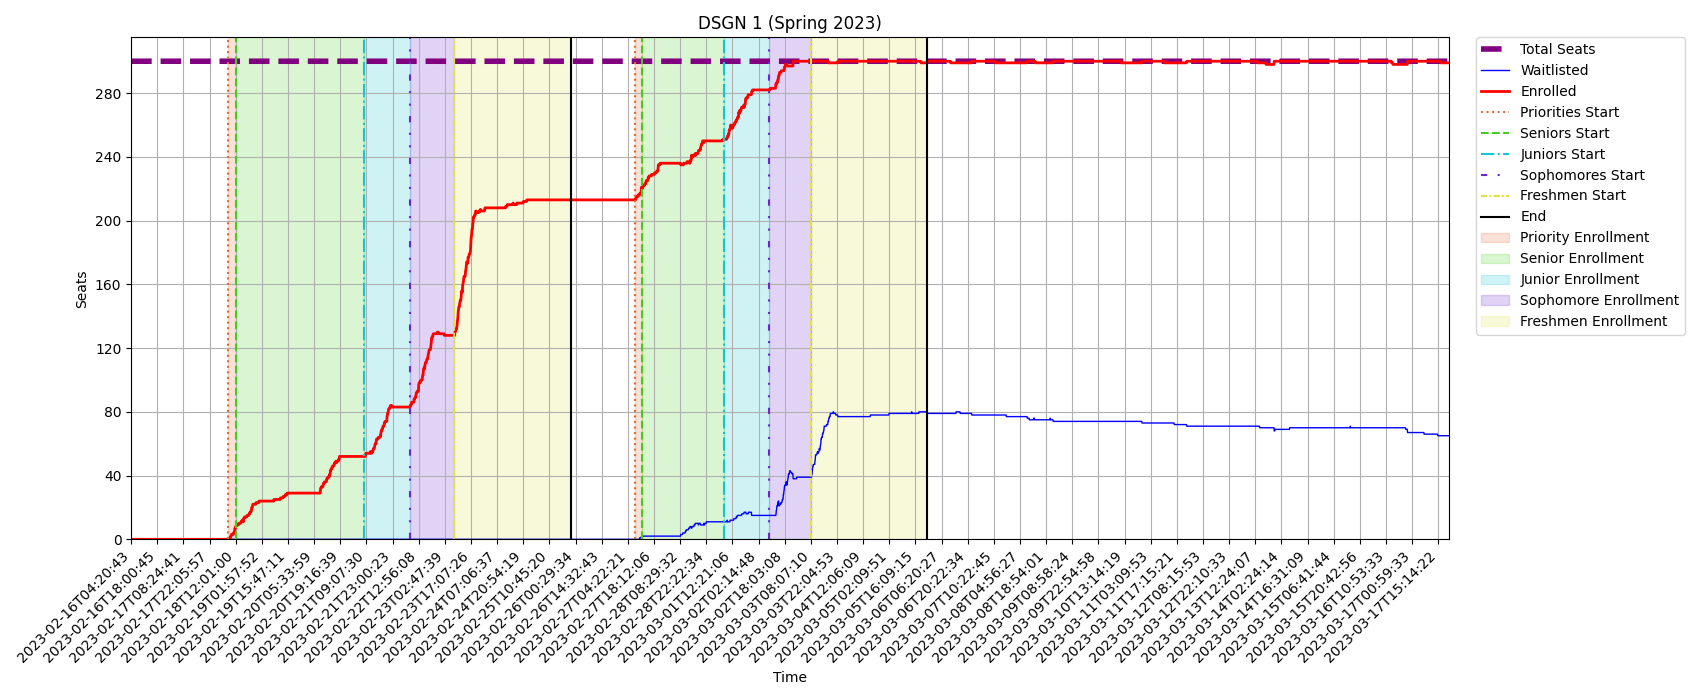 DSGN 1 (Spring 2023)
Seats
280
240
200
160
120
80
40
0
2023-02-16T04:20:43
2023-02-16T18:00:45
2023-02-17T08:24:41
2023-02-17T22:05:57
2023-02-18T12:01:00
2023-02-19T01:57:52
2023-02-19T15:47:11
2023-02-20T05:33:59
2023-02-20T19:16:39
2023-02-21T09:07:30
2023-02-21T23:00:23
2023-02-22T12:56:08
2023-02-23T02:47:39
2023-02-24T07:07:26
2023-02-24T07:06:37
2023-02-24T20:54:19
2023-02-25T10:45:20
2023-02-26T00:29:34
2023-02-26T14:32:43
2023-02-27T04:22:21
2023-02-27T18:12:06
2023-02-28T08:29:32
2023-02-28T22:22:34
2023-03-01T12:21:06
2023-03-02T02:14:48
2023-03-02T18:03:08
2023-03-03T08:07:10
2023-03-03T22:04:53
2023-03-04T12:06:09
2023-03-05T02:09:51
2023-03-05T16:09:15
2023-03-06T06:20:27
2023-03-06T20:22:34
2023-03-07T10:22:45
2023-03-08T04:56:27
2023-03-08T18:54:01
2023-03-09T08:58:24
2023-03-09T22:54:58
2023-03-10T13:14:19
2023-03-11T03:09:53
2023-03-11T17:15:21
2023-03-12T08:15:53
2023-03-12T22:10:33
2023-03-13T12:24:07
2023-03-14T02:24:14
2023-03-14T16:31:09
2023-03-15T06:41:44
2023-03-15T20:42:56
2023-03-16T10:53:33
2023-03-17T00:59:33
2023-03-17T15:14:22
Time
Total Seats
Waitlisted
Enrolled
Priorities Start
Seniors Start
Juniors Start
Sophomores Start
Freshmen Start
End
Priority Enrollment
Senior Enrollment
Junior Enrollment
Sophomore Enrollment
Freshmen Enrollment